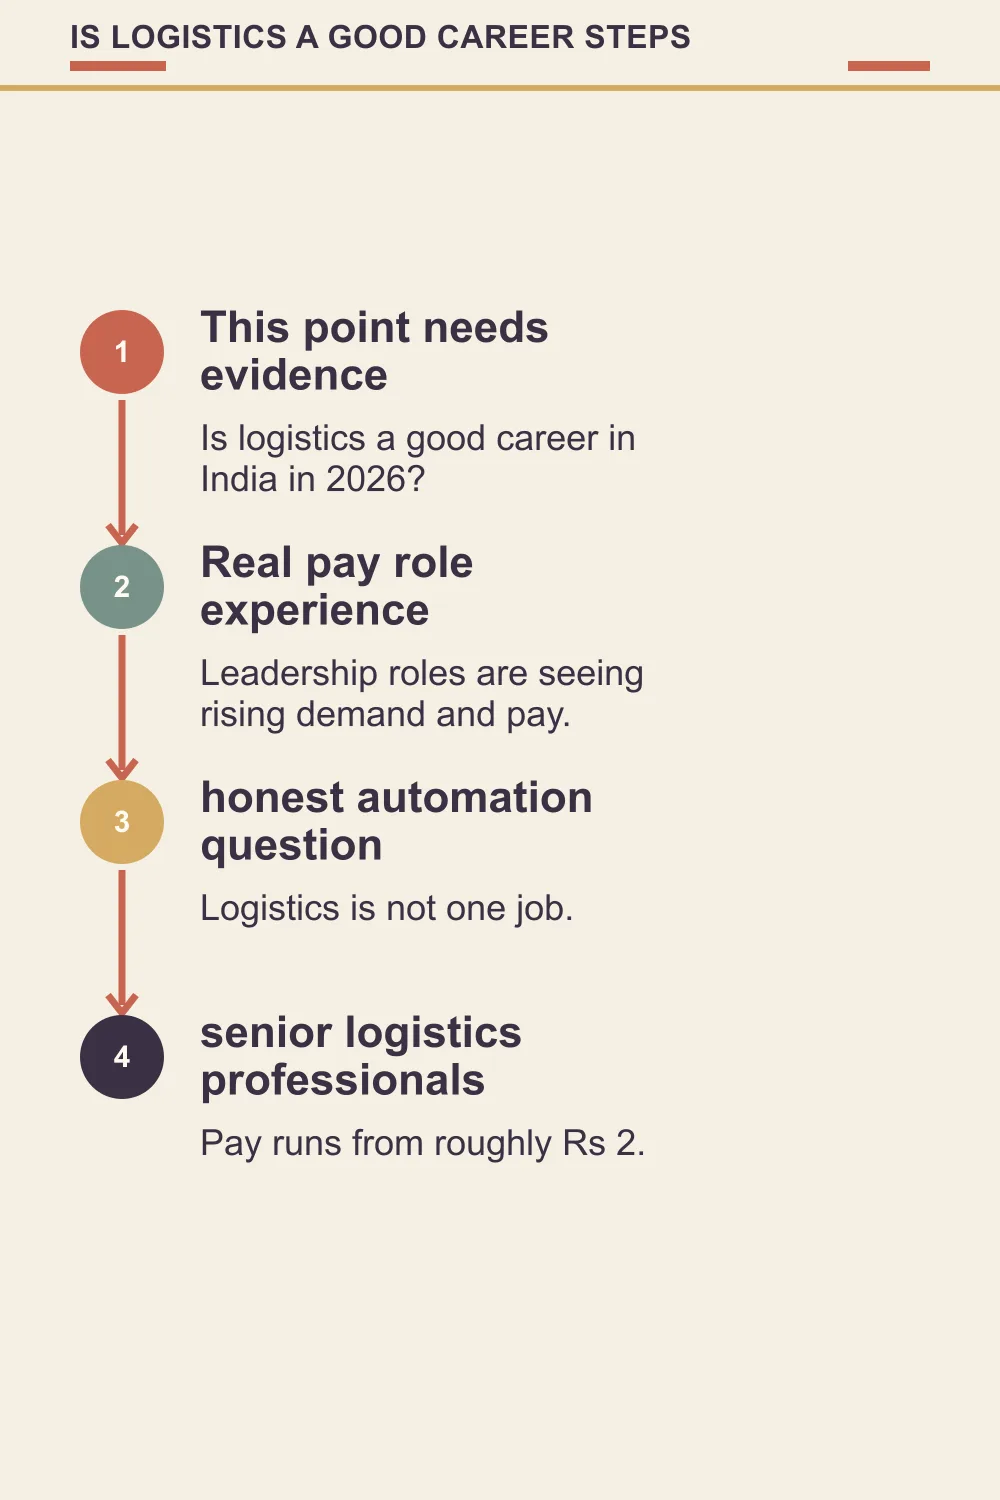 IS LOGISTICS A GOOD CAREER STEPS
1
This point needs
evidence
Is logistics a good career in
India in 2026?
2
Real pay role
experience
Leadership roles are seeing
rising demand and pay.
3
honest automation
question
Logistics is not one job.
4
senior logistics
professionals
Pay runs from roughly Rs 2.